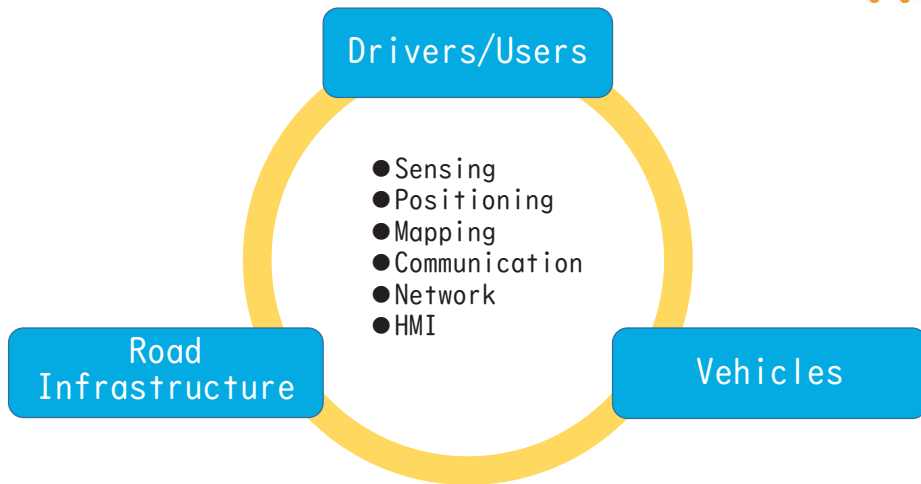 Drivers/Users
●Sensing
●Positioning
●Mapping
●Communication
●Network
●HMI
Road
Infrastructure
Vehicles